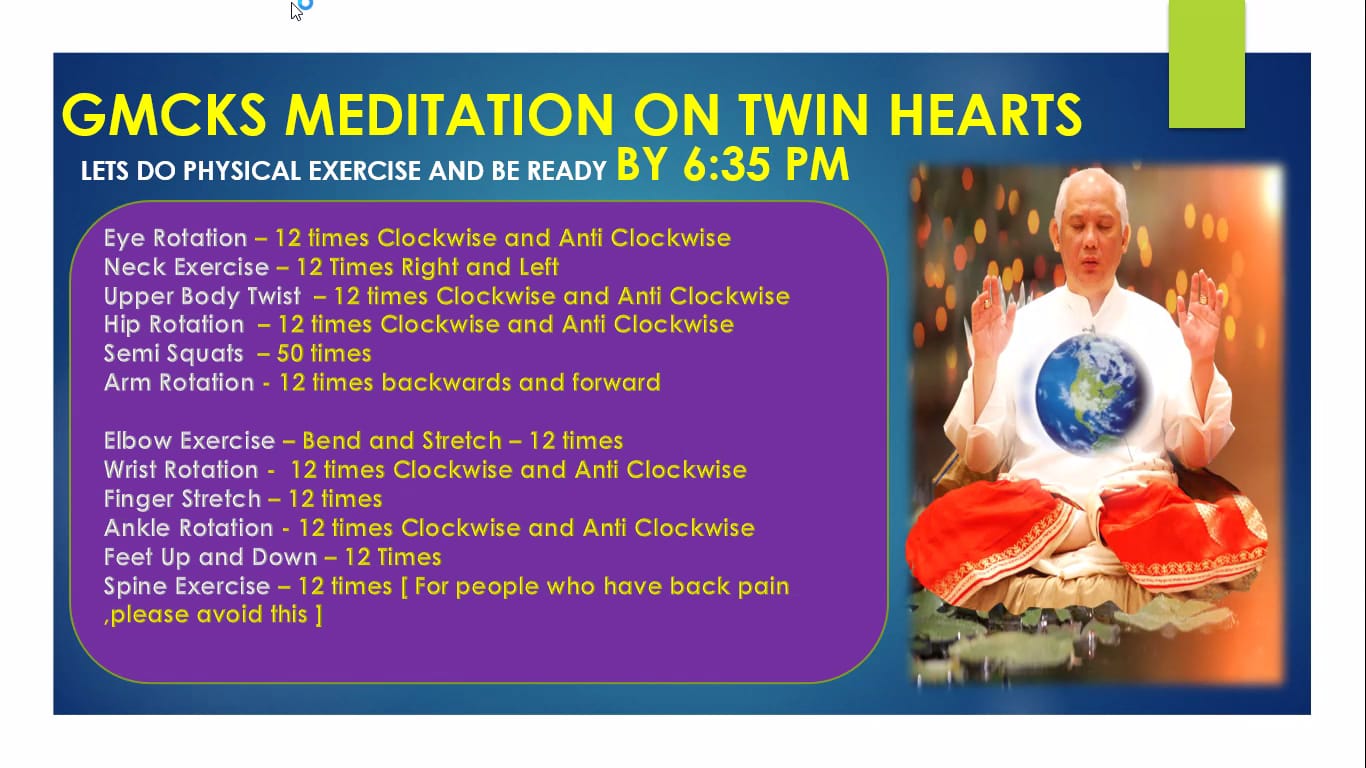 GMCKS MEDITATION ON TWIN HEARTS
LETS DO PHYSICAL EXERCISE AND BE READY BY 6:35 PM
Eye Rotation – 12 times Clockwise and Anti Clockwise
Neck Exercise – 12 Times Right and Left
Upper Body Twist – 12 times Clockwise and Anti Clockwise
Hip Rotation – 12 times Clockwise and Anti Clockwise
Semi Squats – 50 times
Arm Rotation - 12 times backwards and forward
Elbow Exercise – Bend and Stretch – 12 times
Wrist Rotation - 12 times Clockwise and Anti Clockwise
Finger Stretch – 12 times
Ankle Rotation - 12 times Clockwise and Anti Clockwise
Feet Up and Down – 12 Times
Spine Exercise – 12 times [ For people who have back pain
,please avoid this ]